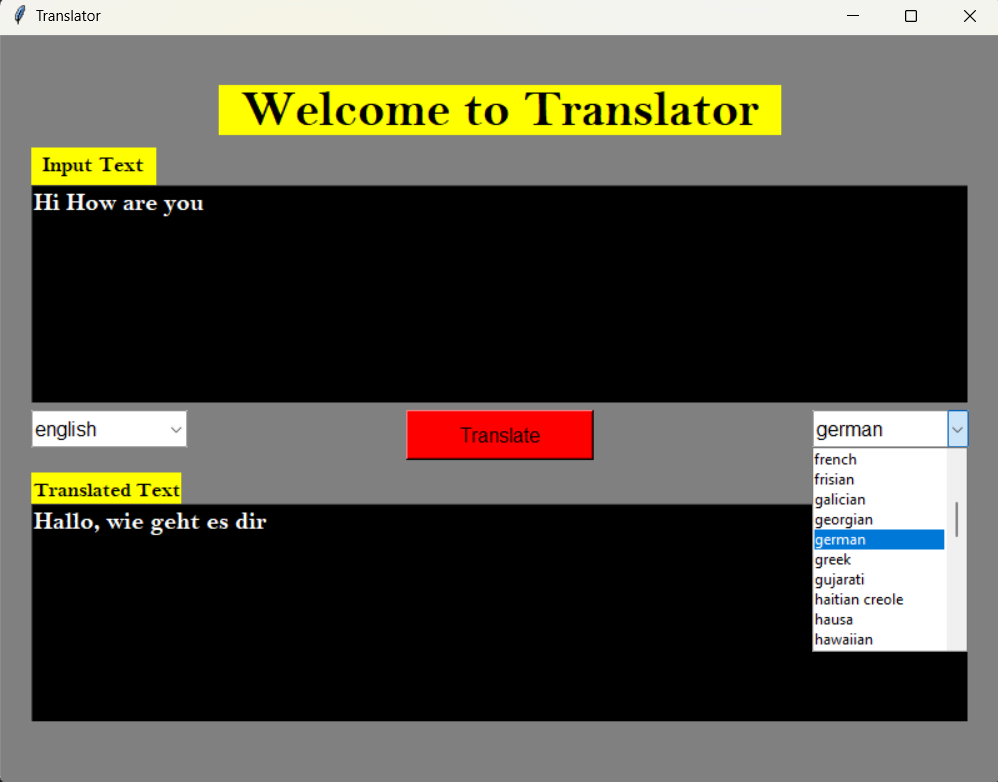 Translator
Welcome to Translator
Input Text
Hi How are you
english
Translate
german
french
frisian
galician
georgian
german
greek
gujarati
haitian creole
hausa
hawaiian
Translated Text
Hallo, wie geht es dir